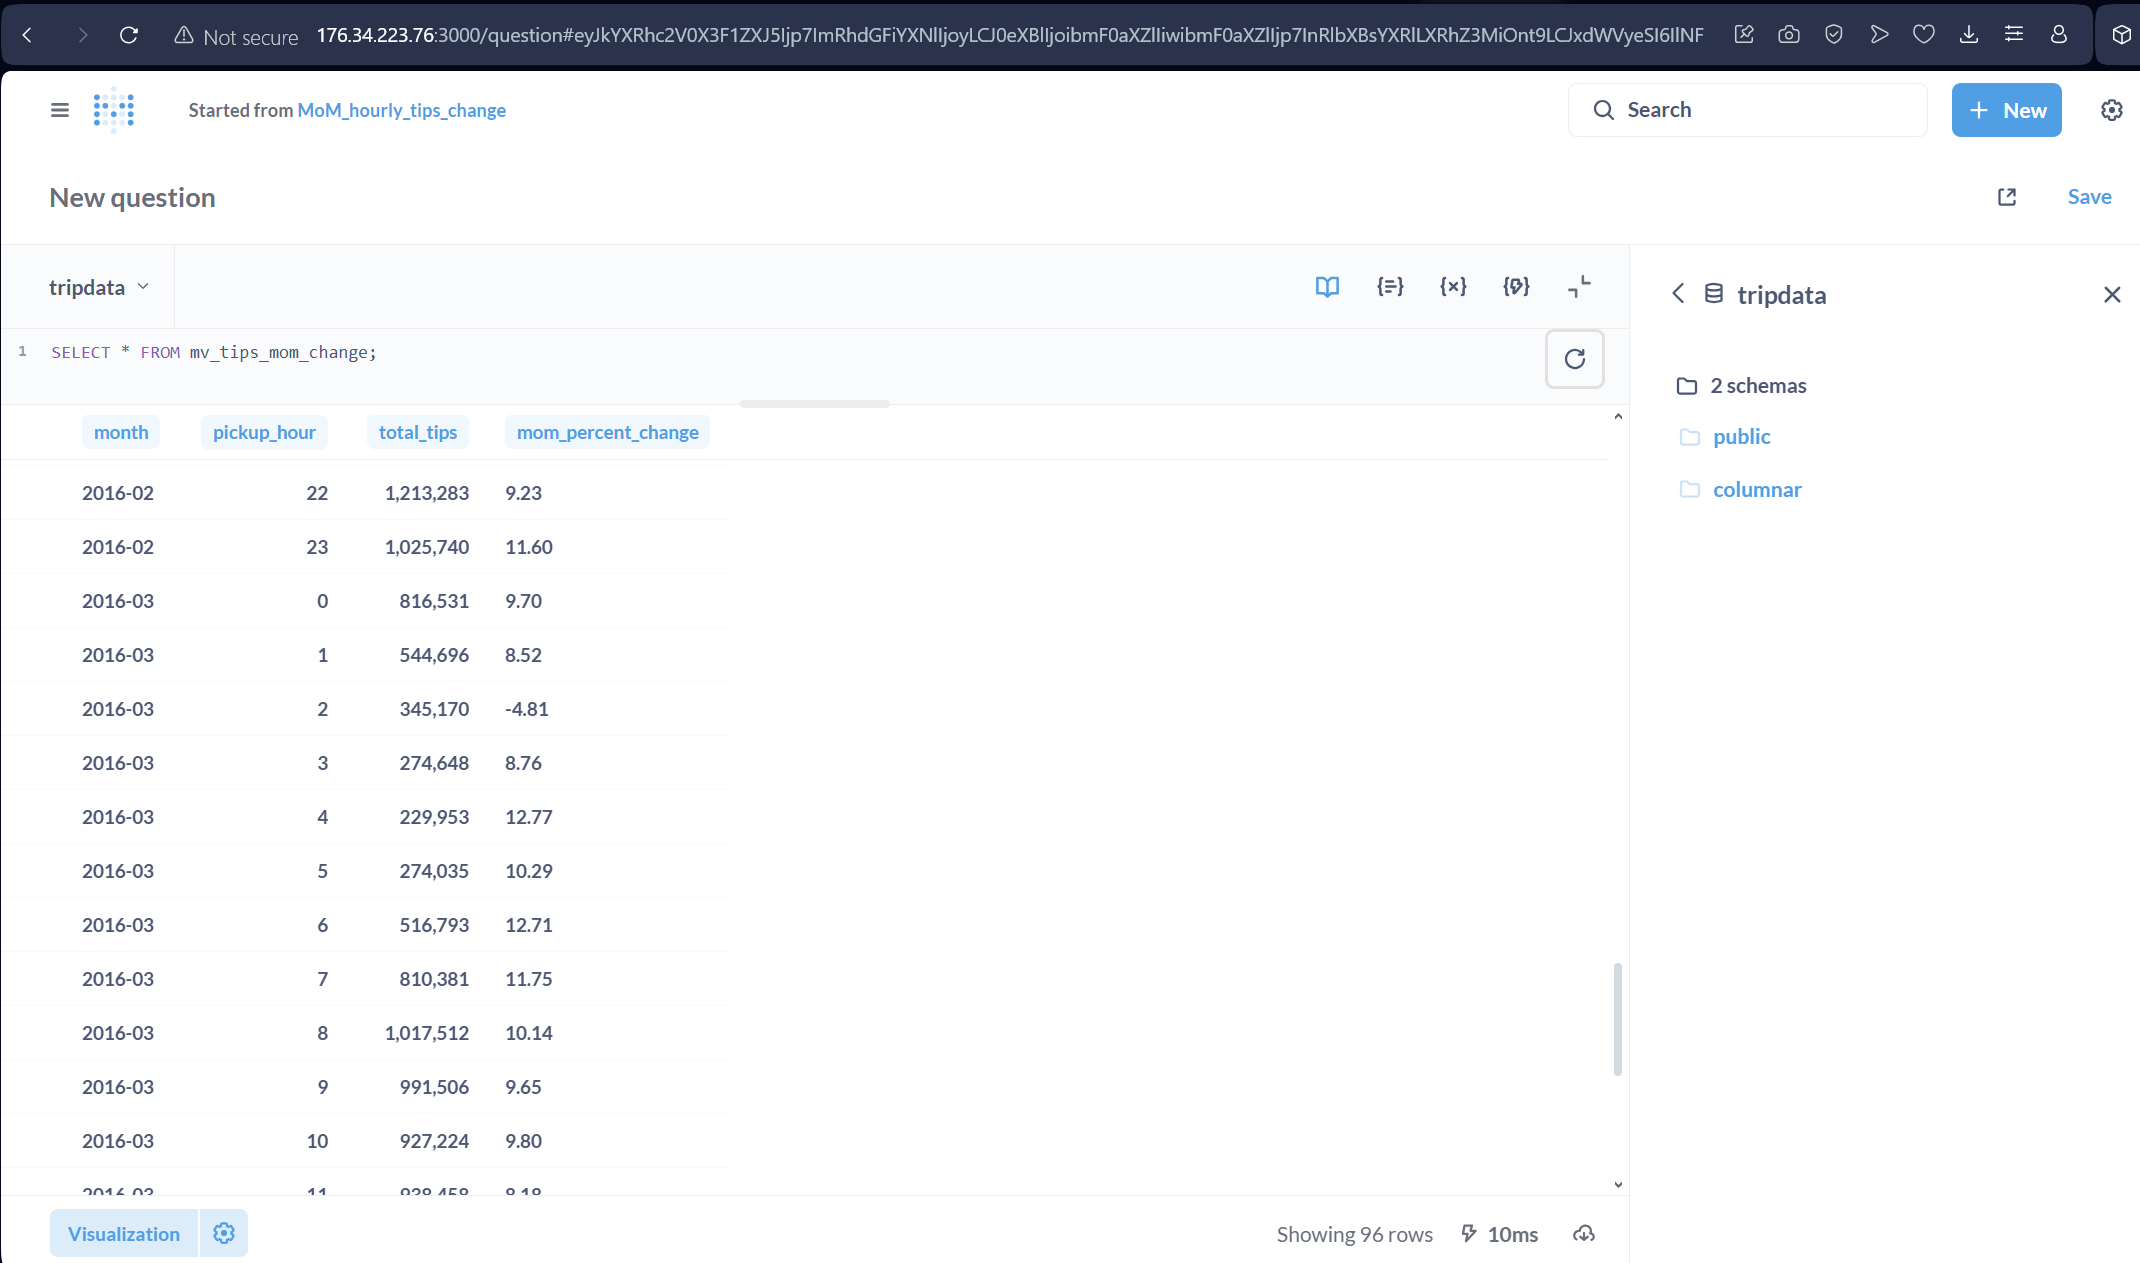 Not secure 176.34.223.76:3000/question#eyJkYXRhc2V0X3F1ZXJ5Ijp7ImRhdGFiYXNlIjoyLCJ0eXBlIjoibmF0aXZlIiwibmF0aXZlIjp7InRlbXBsYXRlLXRhZ3MiOnt9LCJxdWVyeSI6IlNF
Started from MoM_hourly_tips_change
Search
+ New
New question
Save
tripdata
tripdata
1 SELECT * FROM mv_tips_mom_change;
2 schemas
public
columnar
month pickup_hour total_tips mom_percent_change
2016-02 22 1,213,283 9.23
2016-02 23 1,025,740 11.60
2016-03 0 816,531 9.70
2016-03 1 544,696 8.52
2016-03 2 345,170 -4.81
2016-03 3 274,648 8.76
2016-03 4 229,953 12.77
2016-03 5 274,035 10.29
2016-03 6 516,793 12.71
2016-03 7 810,381 11.75
2016-03 8 1,017,512 10.14
2016-03 9 991,506 9.65
2016-03 10 927,224 9.80
2016-03 11 938,458 8.18
Visualization
Showing 96 rows 10ms